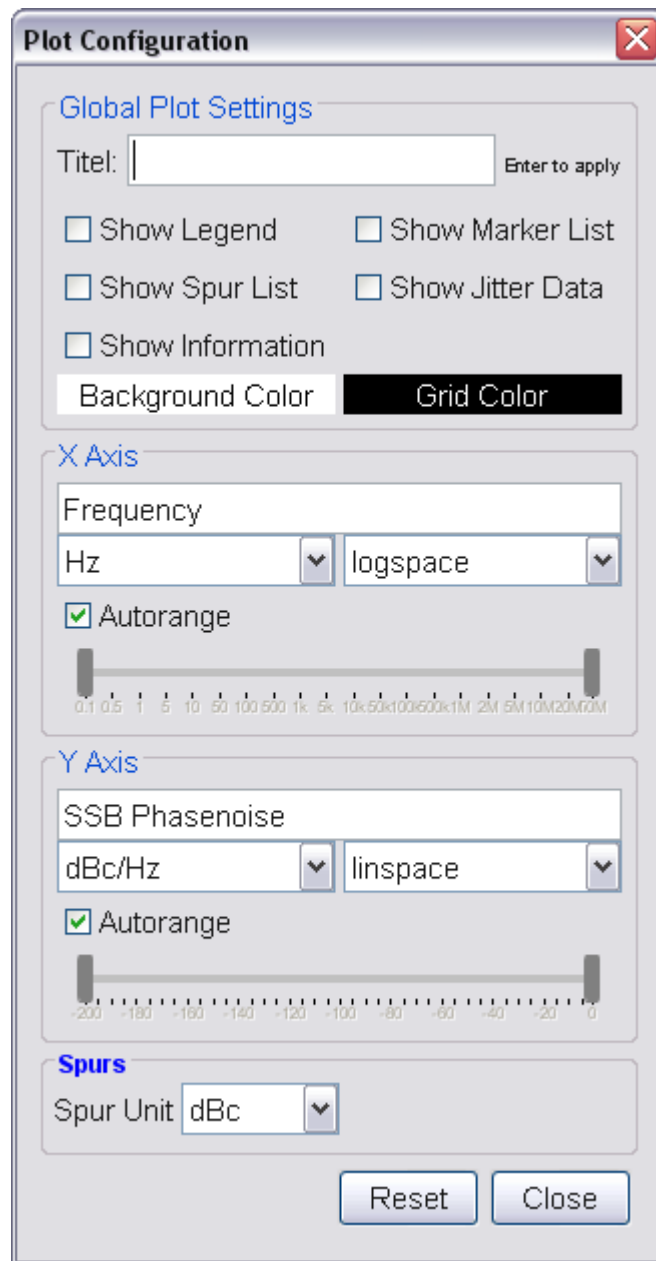 Plot Configuration
Global Plot Settings
Titel: Enter to apply
Show Legend Show Marker List
Show Spur List Show Jitter Data
Show Information
Background Color Grid Color
X Axis
Frequency
Hz logspace
Autorange
0.1 0.5 1 5 10 50 100 500 1k 5k 10k 50k 100k 500k 1M 2M 5M 10M 20M 50M
Y Axis
SSB Phasenoise
dBc/Hz linspace
Autorange
-200 -180 -160 -140 -120 -100 -80 -60 -40 -20 0
Spurs
Spur Unit dBc
Reset Close